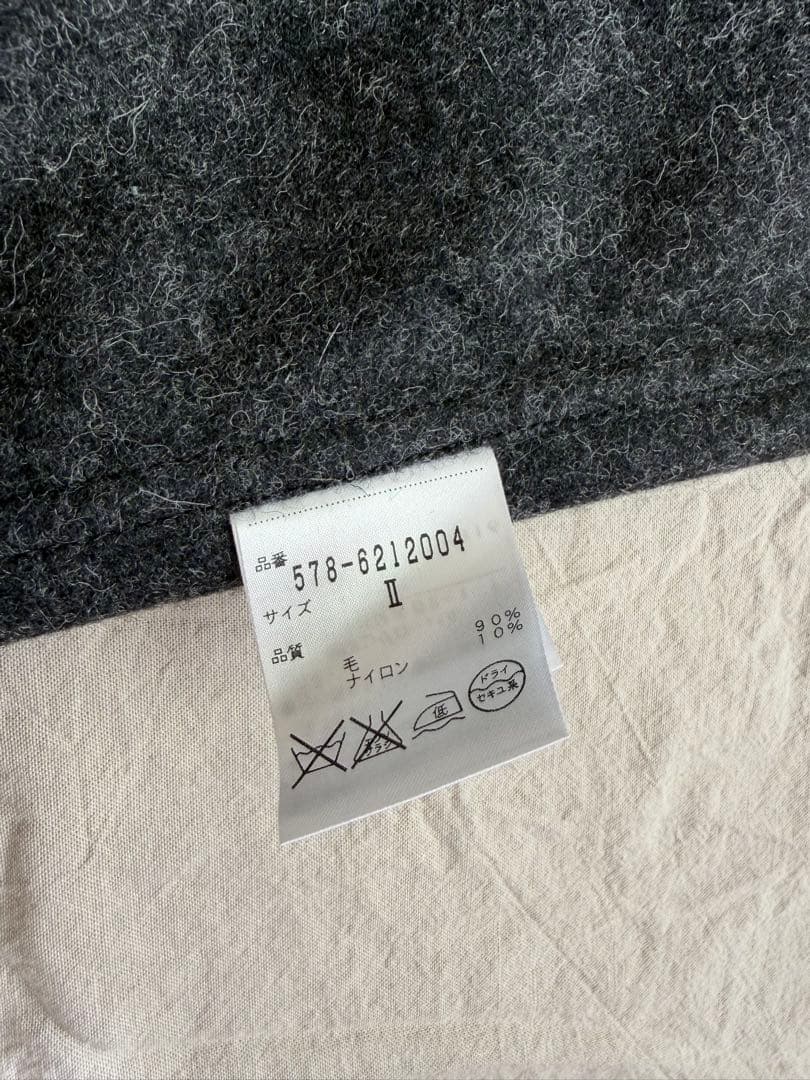 品番 578-6212004
サイズ Ⅱ
品質 毛 90%
ナイロン 10%
低
ドライ
セキユ系